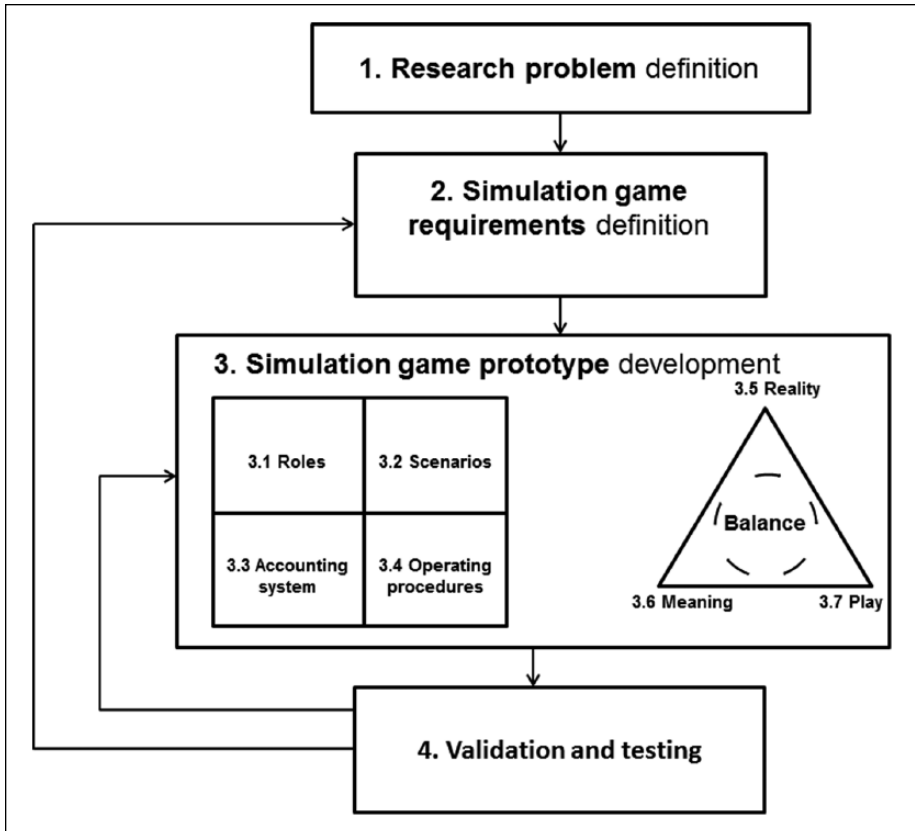 1. Research problem definition
2. Simulation game
requirements definition
3. Simulation game prototype development
3.1 Roles
3.2 Scenarios
3.3 Accounting
system
3.4 Operating
procedures
3.5 Reality
Balance
3.6 Meaning
3.7 Play
4. Validation and testing